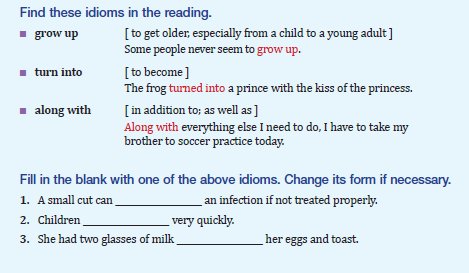 Find these idioms in the reading.
■ grow up [ to get older, especially from a child to a young adult ]
Some people never seem to grow up.
■ turn into [ to become ]
The frog turned into a prince with the kiss of the princess.
■ along with [ in addition to; as well as ]
Along with everything else I need to do, I have to take my
brother to soccer practice today.
Fill in the blank with one of the above idioms. Change its form if necessary.
1. A small cut can ____________ an infection if not treated properly.
2. Children ____________ very quickly.
3. She had two glasses of milk ____________ her eggs and toast.